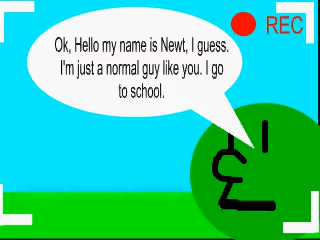 REC
Ok, Hello my name is Newt, I guess.
I'm just a normal guy like you. I go
to school.